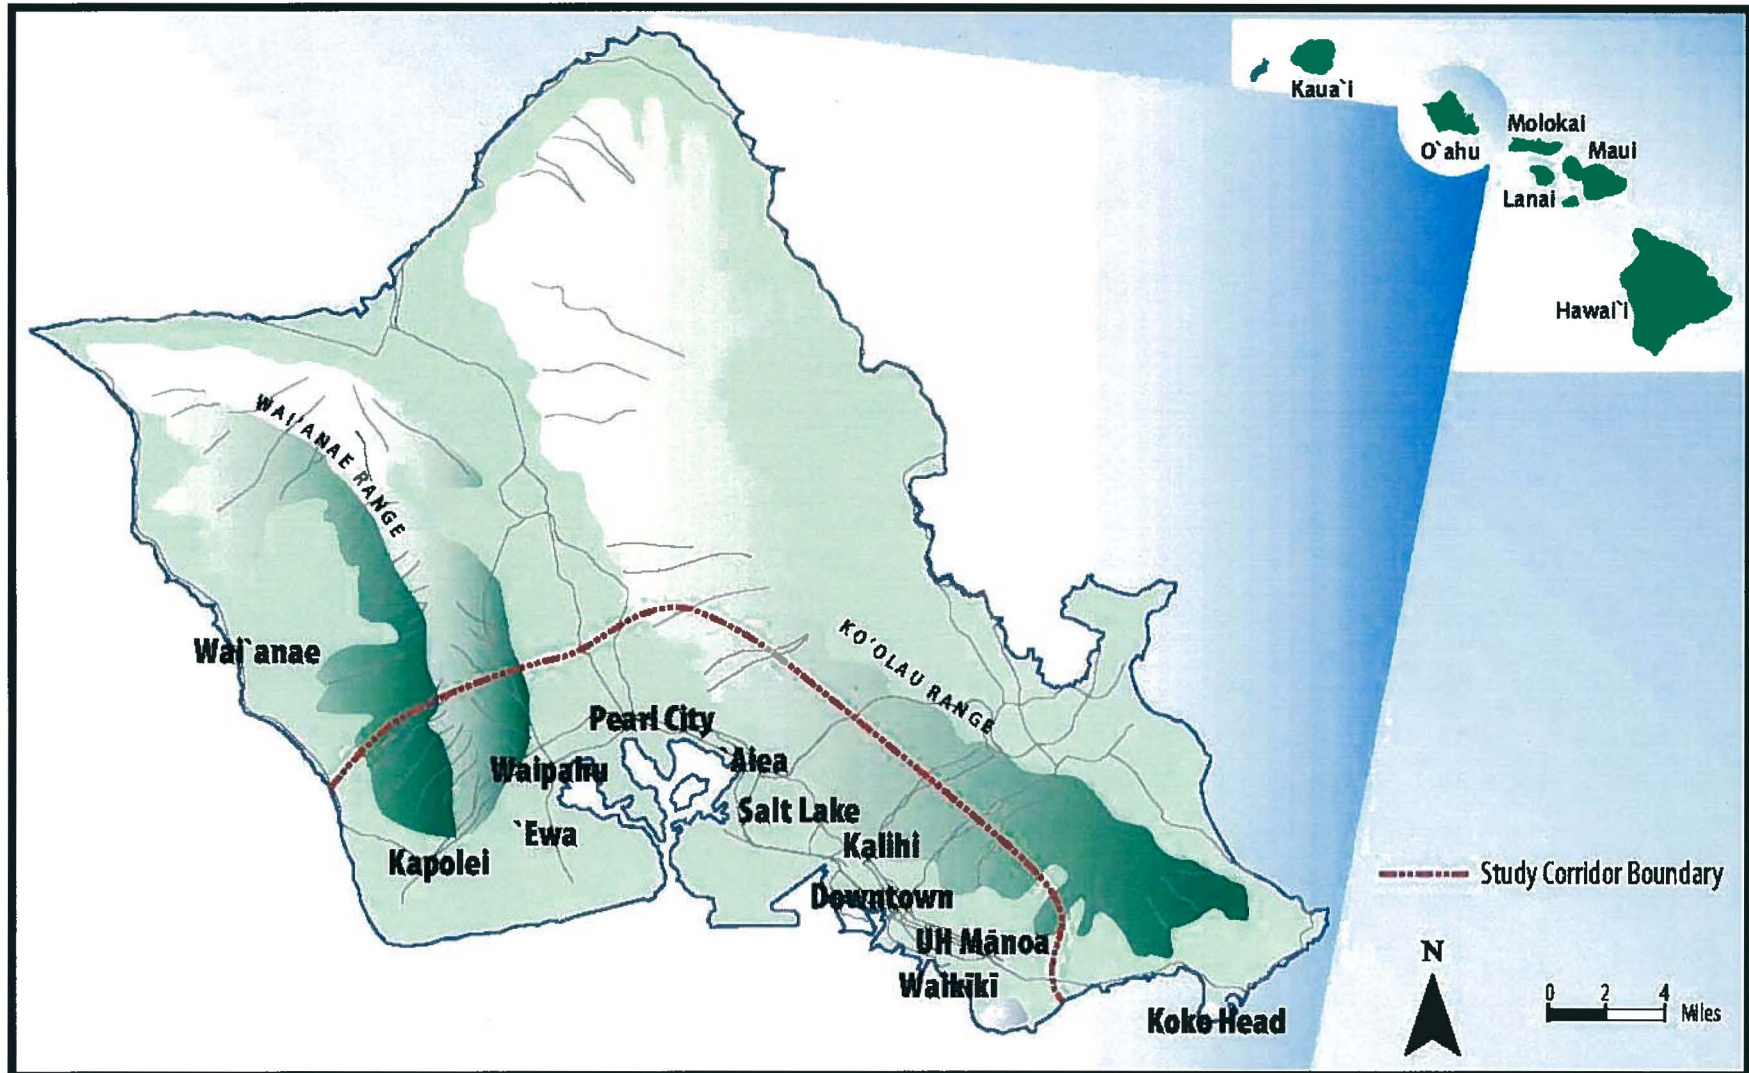 Kaua`i
O`ahu
Molokai
Maui
Lanai
Hawai`i
WAI'ANAE RANGE
KO'OLAU RANGE
Wai`anae
Pearl City
`Aiea
Waipahu
Salt Lake
`Ewa
Kalihi
Kapolei
Downtown
UH Mānoa
Waikīkī
Koko Head
Study Corridor Boundary
N
0 2 4
Miles